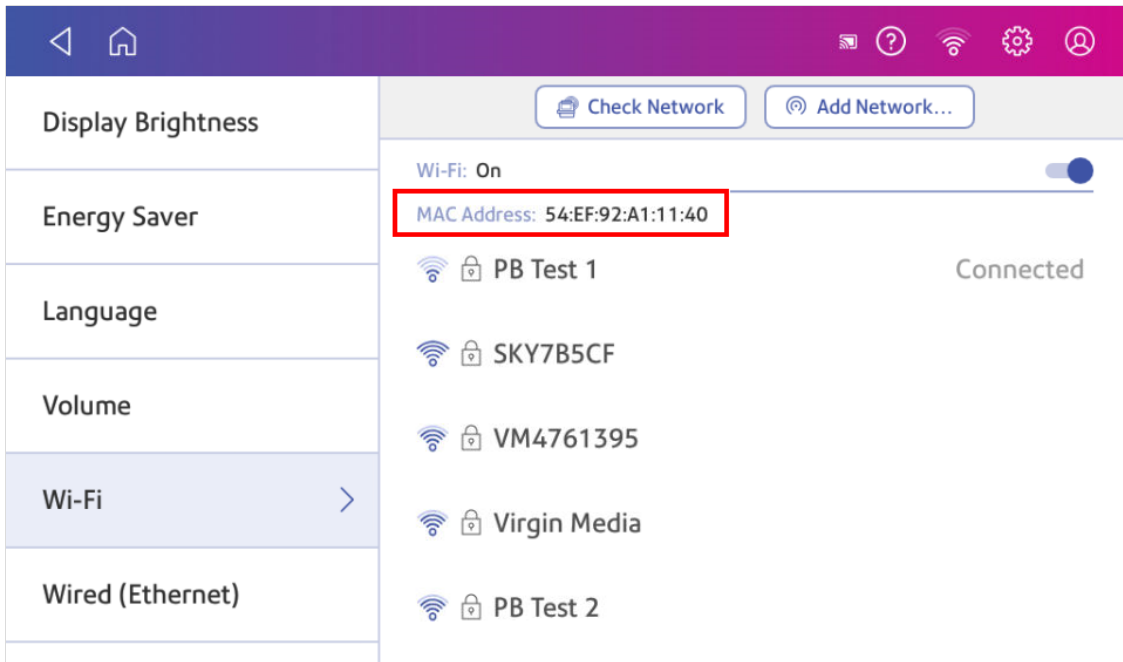 Check Network
Add Network...
Display Brightness
Energy Saver
Language
Volume
Wi-Fi
Wired (Ethernet)
Wi-Fi: On
MAC Address: 54:EF:92:A1:11:40
PB Test 1 Connected
SKY7B5CF
VM4761395
Virgin Media
PB Test 2